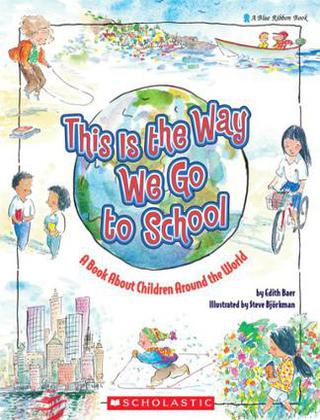 A Blue Ribbon Book
This Is the Way
We Go
to School
A Book About Children Around the World
by Edith Baer
Illustrated by Steve Björkman
SCHOLASTIC